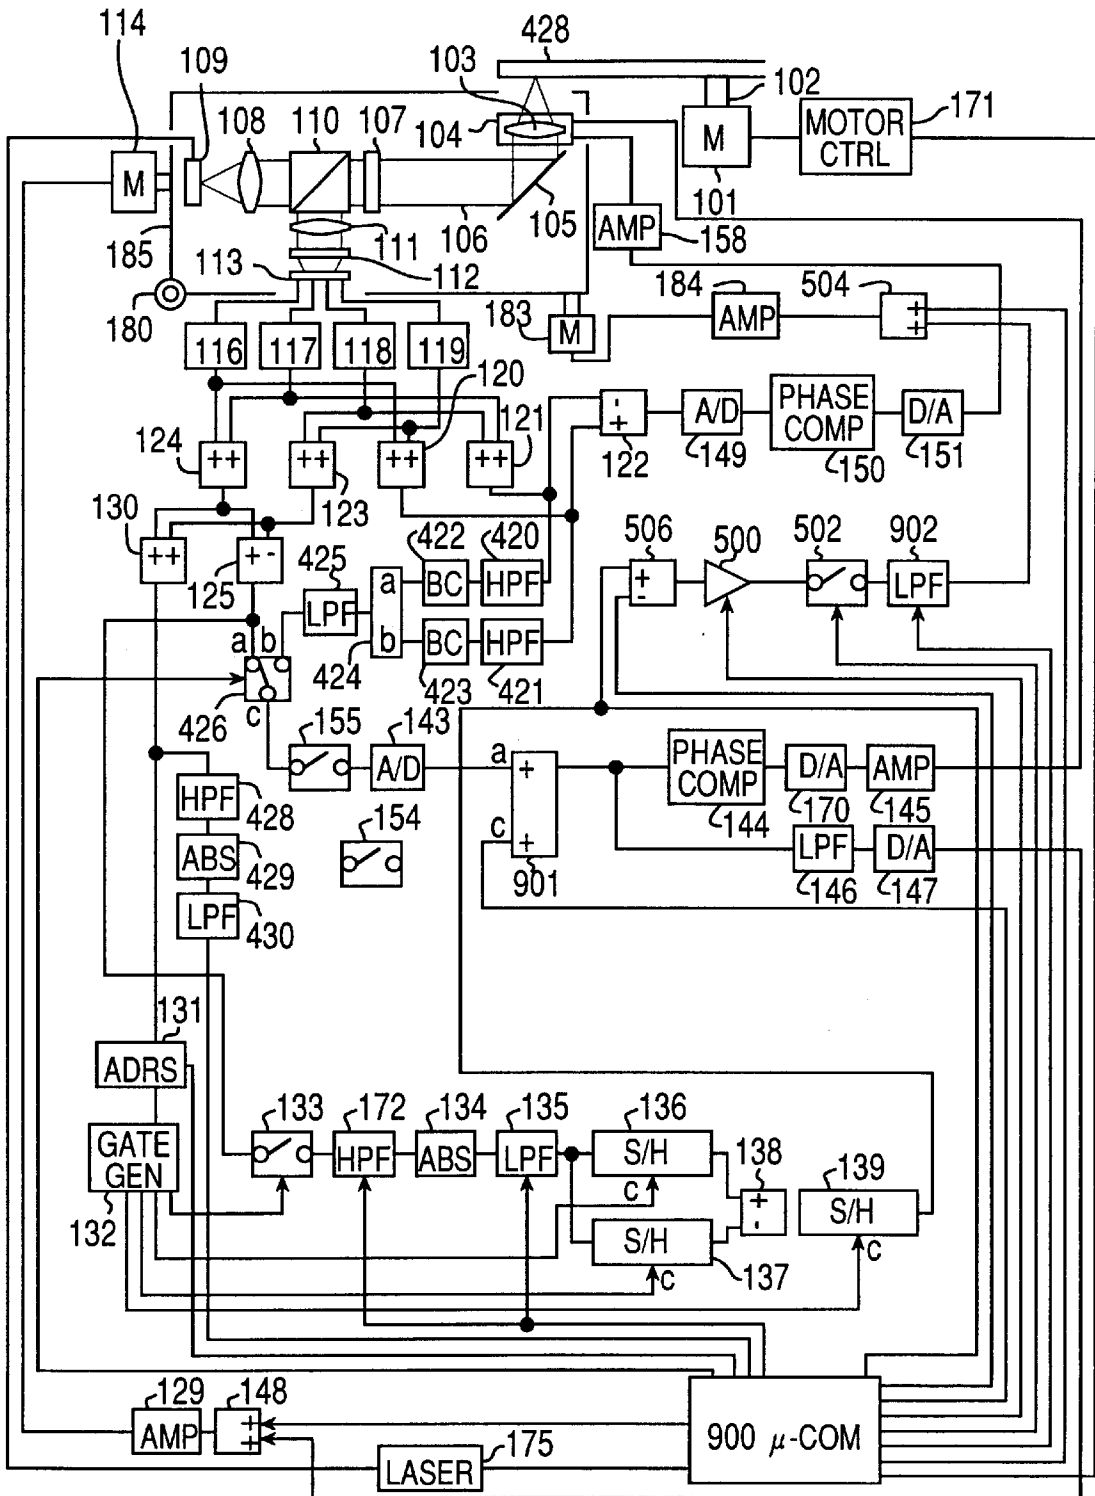 114
109
108
110
107
103
428
104
102
171
M
MOTOR
CTRL
M
101
105
106
111
112
AMP
158
185
113
180
183
M
184
AMP
504
+
+
116
117
118
119
120
121
-
+
122
A/D
149
PHASE
COMP
150
D/A
151
124
++
++
123
++
++
130
++
+-
125
425
LPF
a
b
424
422
BC
420
HPF
BC
423
HPF
421
506
+
-
500
502
902
LPF
a
b
426
c
155
143
A/D
a
+
c
+
901
PHASE
COMP
144
D/A
170
AMP
145
LPF
146
D/A
147
154
HPF
428
ABS
429
LPF
430
131
ADRS
GATE
GEN
132
133
172
HPF
134
ABS
135
LPF
136
S/H
c
138
+
-
139
S/H
c
S/H
c
137
129
AMP
148
+
+
175
LASER
900 μ-COM